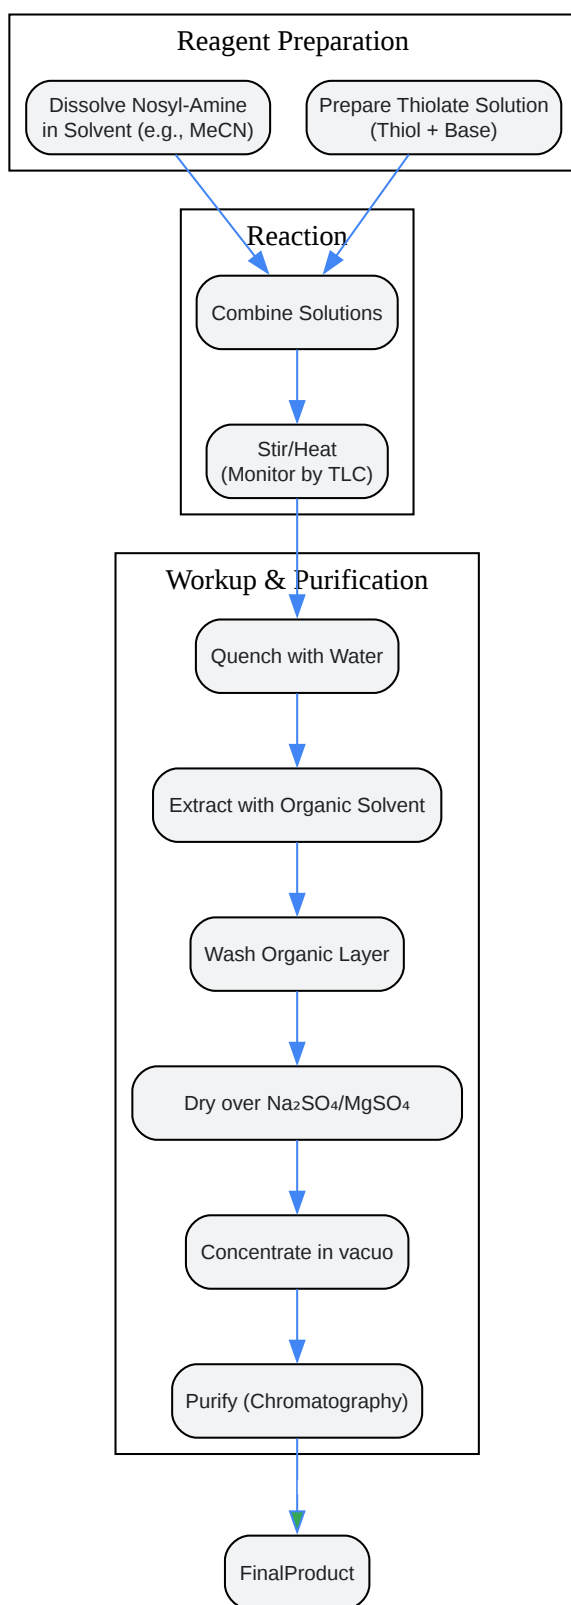 Reagent Preparation
Dissolve Nosyl-Amine
in Solvent (e.g., MeCN)
Prepare Thiolate Solution
(Thiol + Base)
Reaction
Combine Solutions
Stir/Heat
(Monitor by TLC)
Workup & Purification
Quench with Water
Extract with Organic Solvent
Wash Organic Layer
Dry over Na₂SO₄/MgSO₄
Concentrate in vacuo
Purify (Chromatography)
FinalProduct